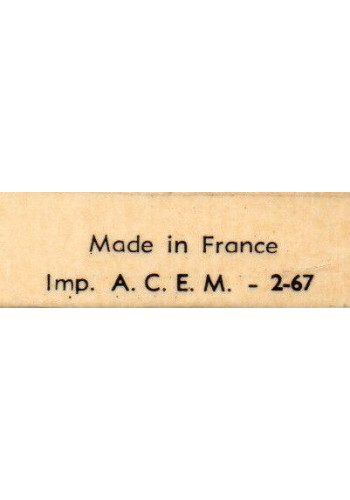 Made in France
Imp. A. C. E. M. - 2-67